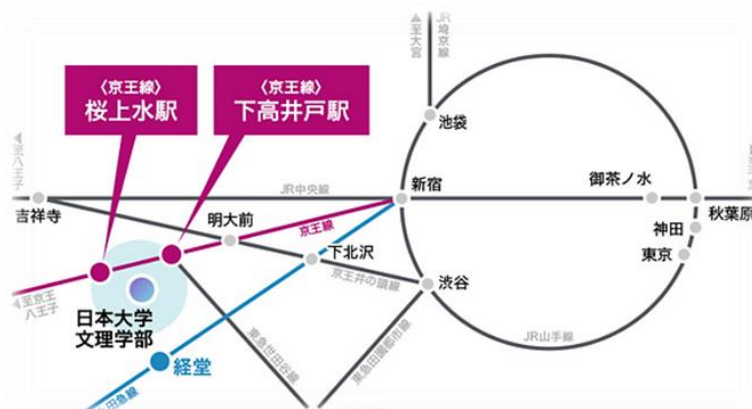 JR埼京線
▲至大宮
〈京王線〉
桜上水駅
〈京王線〉
下高井戸駅
池袋
▲至八王子
JR中央線
新宿
御茶ノ水
吉祥寺
秋葉原
明大前
京王線
神田
下北沢
東京
京王井の頭線
渋谷
▲至京王
八王子
日本大学
文理学部
JR山手線
東急世田谷線
東急田園都市線
経堂